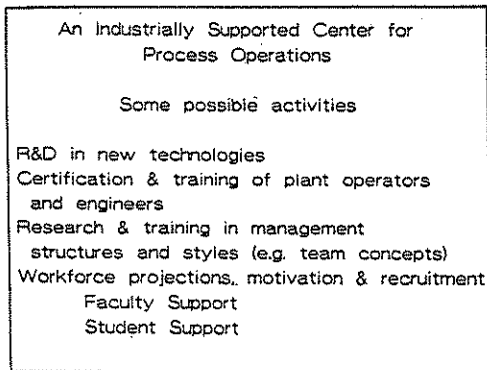 An Industrially Supported Center for
Process Operations
Some possible activities
R&D in new technologies
Certification & training of plant operators
and engineers
Research & training in management
structures and styles (e.g. team concepts)
Workforce projections, motivation & recruitment
Faculty Support
Student Support